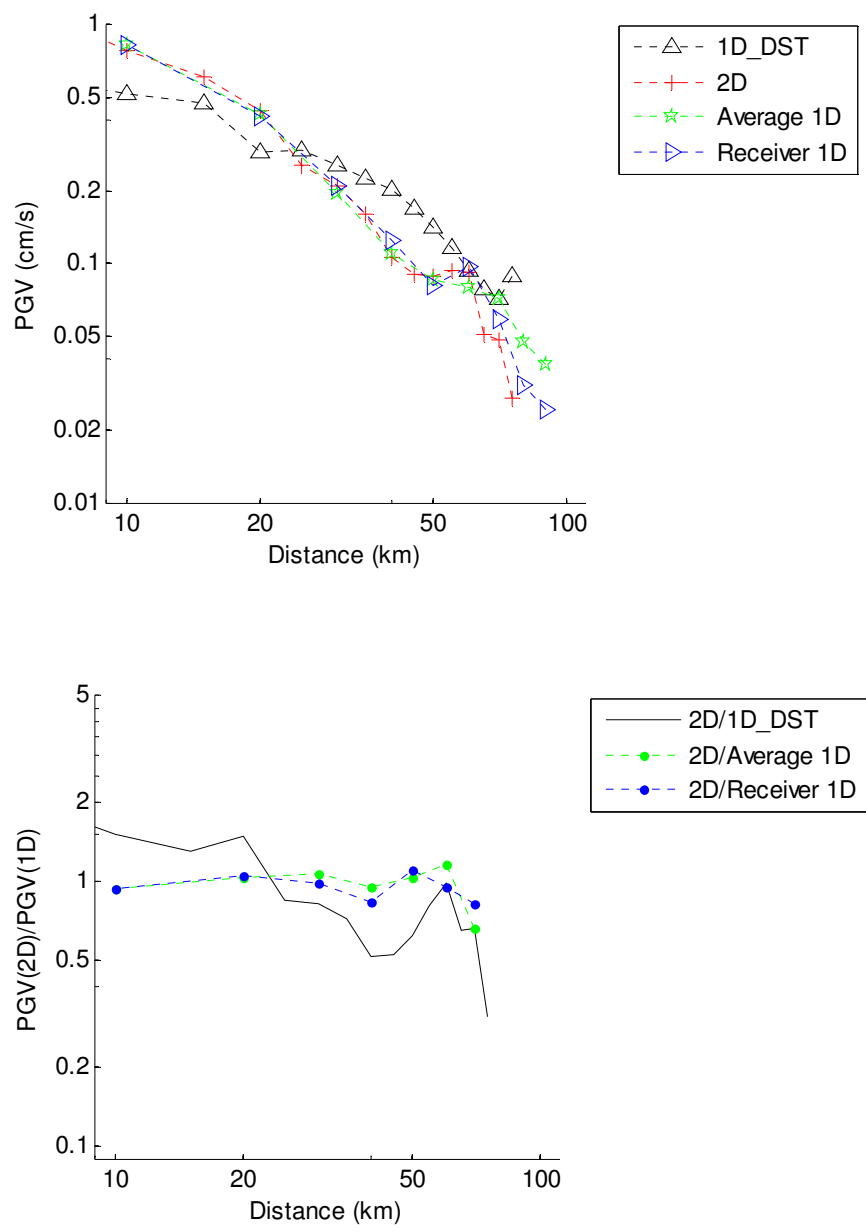 1
0.5
0.2
0.1
0.05
0.02
0.01
PGV (cm/s)
10
20
50
100
Distance (km)
1D_DST
2D
Average 1D
Receiver 1D
5
2
1
0.5
0.2
0.1
PGV(2D)/PGV(1D)
10
20
50
100
Distance (km)
2D/1D_DST
2D/Average 1D
2D/Receiver 1D